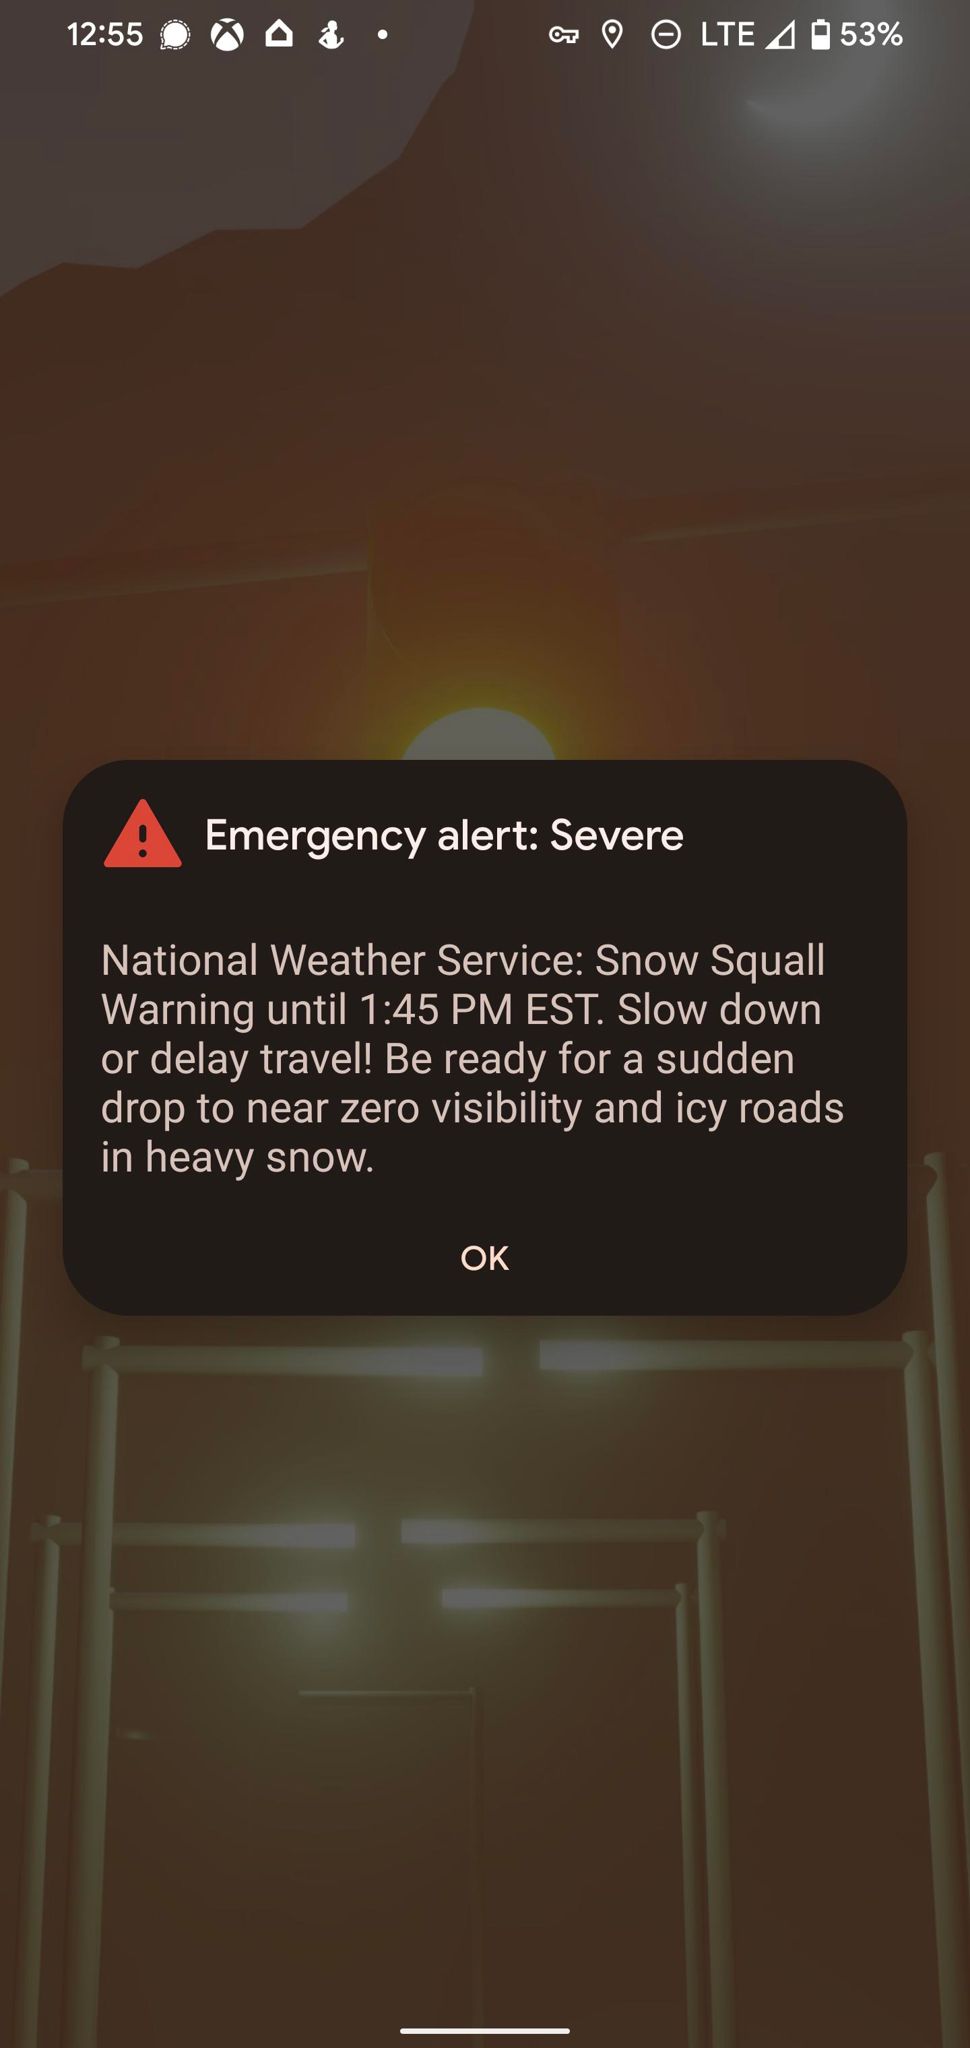 12:55 LTE 53%
Emergency alert: Severe
National Weather Service: Snow Squall
Warning until 1:45 PM EST. Slow down
or delay travel! Be ready for a sudden
drop to near zero visibility and icy roads
in heavy snow.
OK